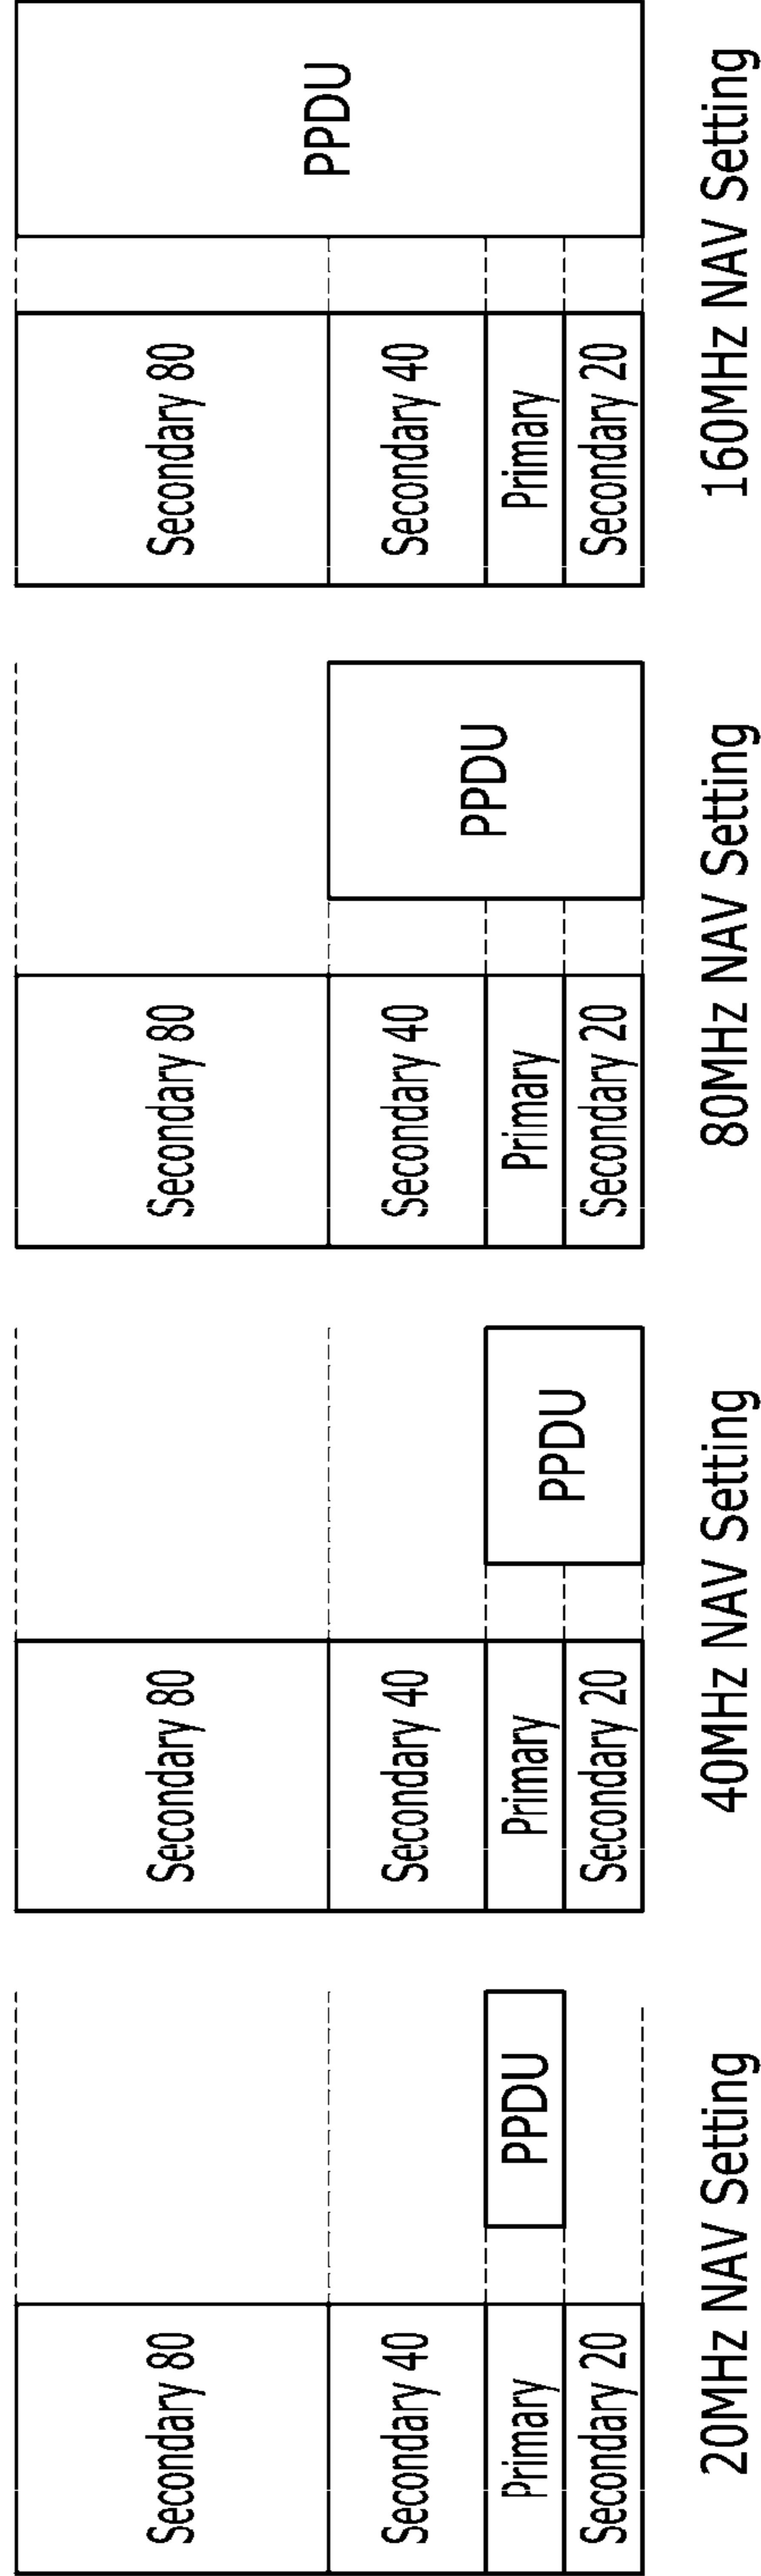 Secondary 80
Secondary 40
Primary
Secondary 20
PPDU
20MHz NAV Setting
Secondary 80
Secondary 40
Primary
Secondary 20
PPDU
40MHz NAV Setting
Secondary 80
Secondary 40
Primary
Secondary 20
PPDU
80MHz NAV Setting
Secondary 80
Secondary 40
Primary
Secondary 20
PPDU
160MHz NAV Setting